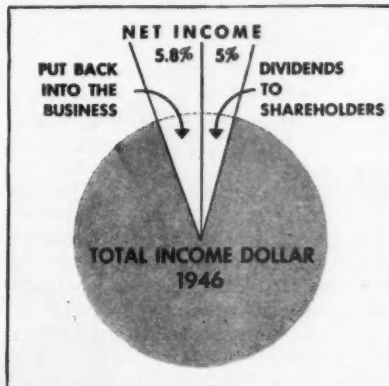 NET INCOME
5.8% 5%
PUT BACK
INTO THE
BUSINESS
DIVIDENDS
TO
SHAREHOLDERS
TOTAL INCOME DOLLAR
1946